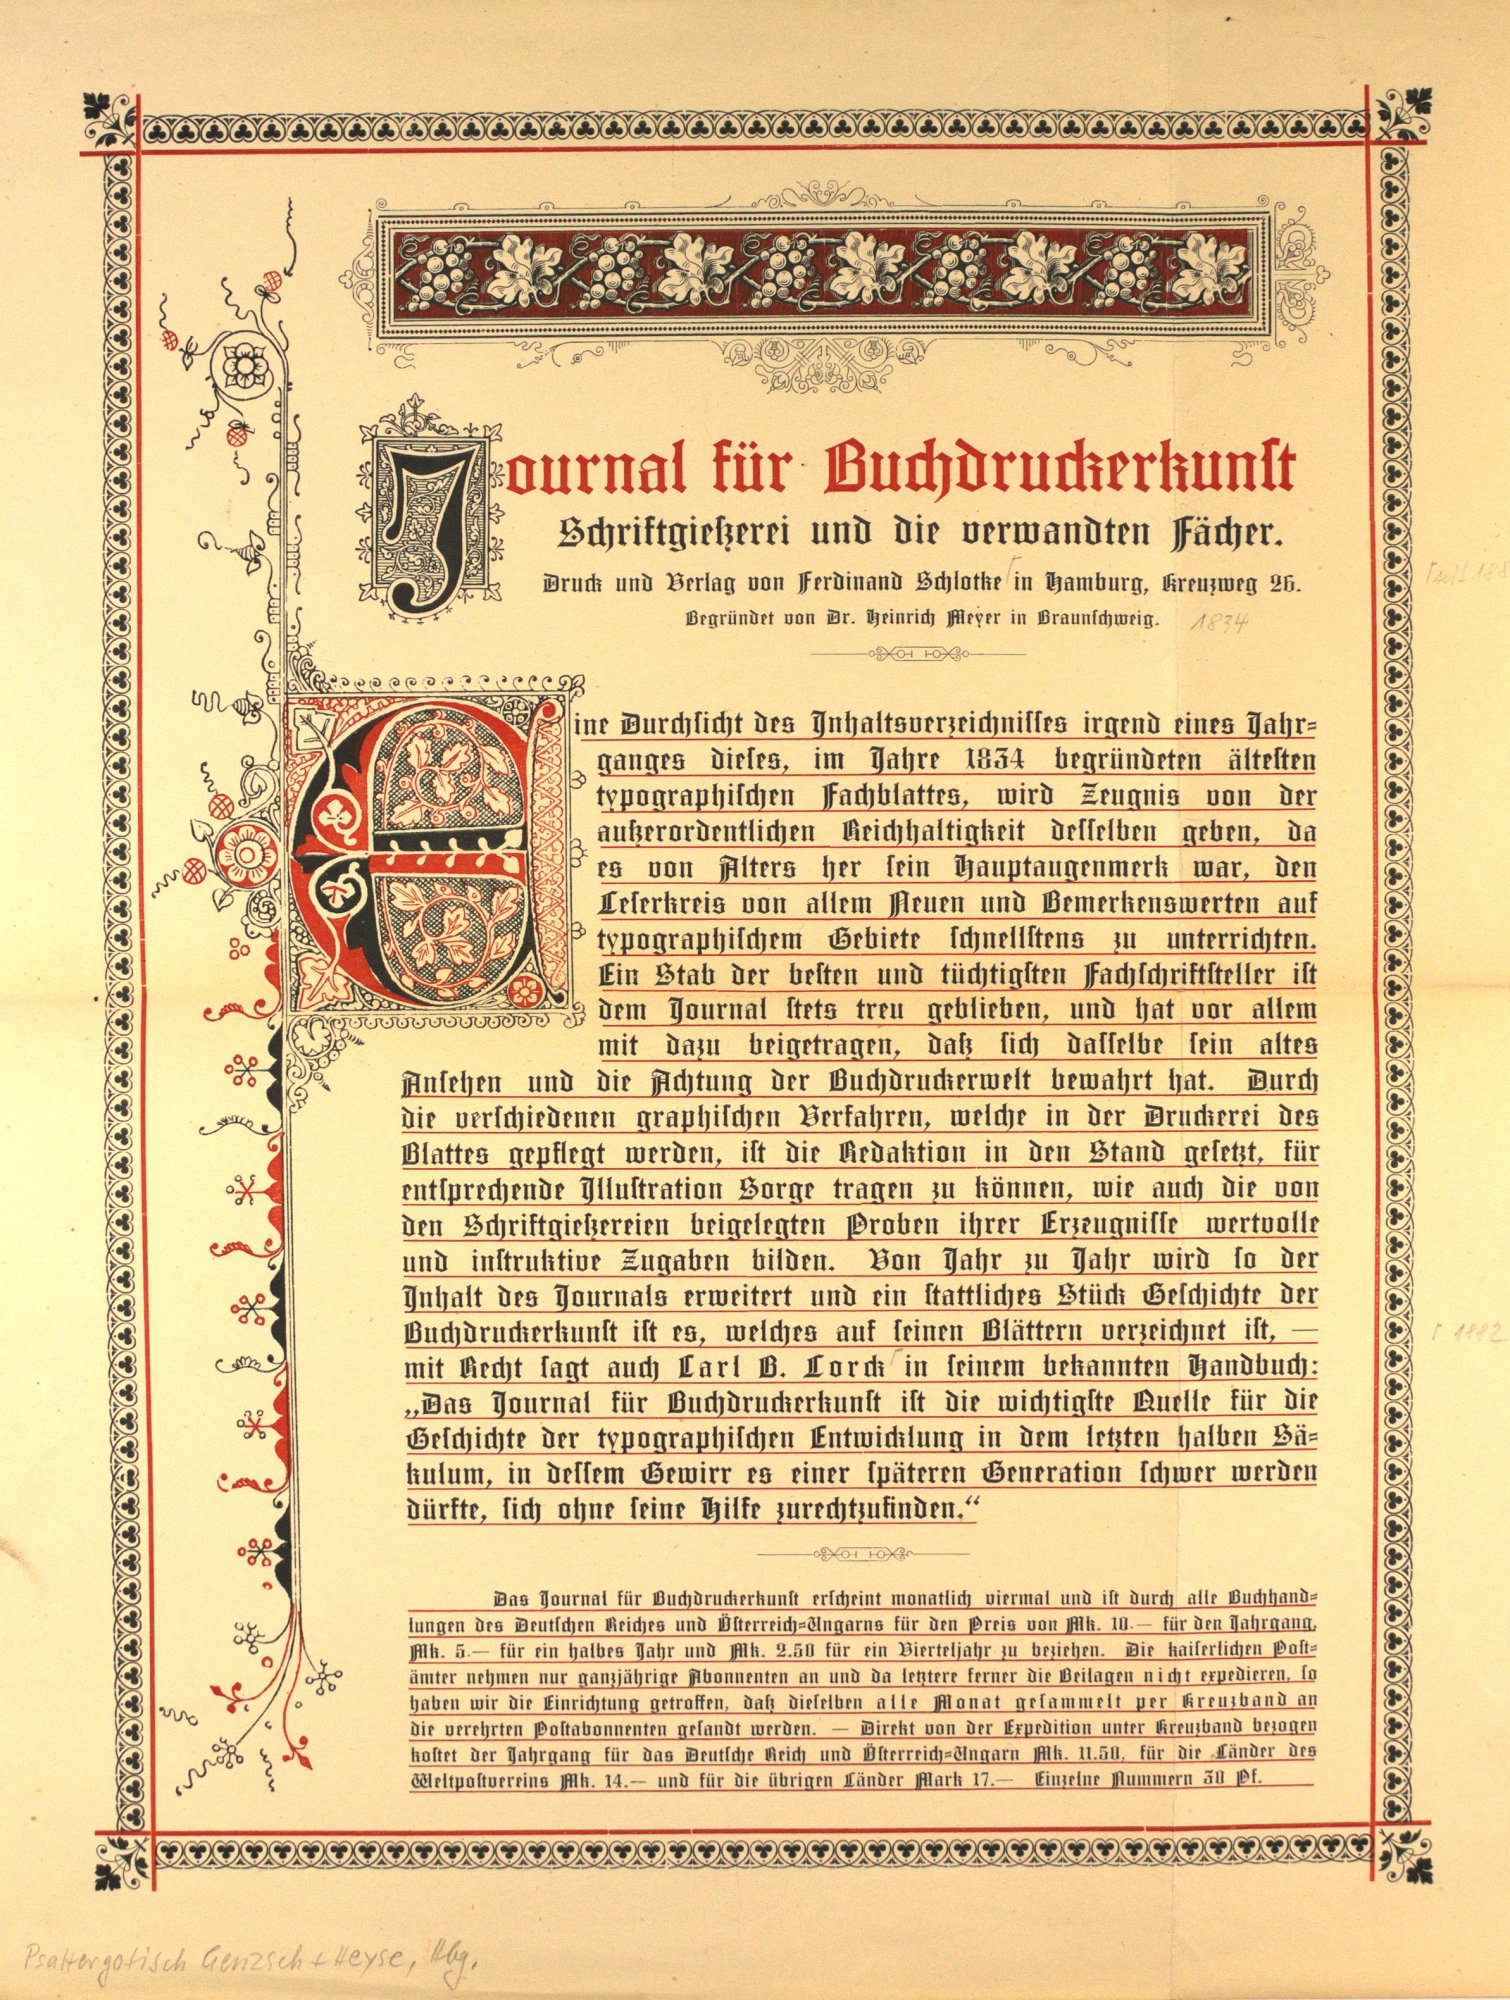 Journal für Buchdruckerkunst
Schriftgießerei und die verwandten Fächer.
Druck und Verlag von Ferdinand Schlotke in Hamburg, Kreuzweg 26.
Begründet von Dr. Heinrich Meyer in Braunschweig. 1834
Eine Durchsicht des Inhaltsverzeichnisses irgend eines Jahr-
ganges dieses, im Jahre 1834 begründeten ältesten
typographischen Fachblattes, wird Zeugnis von der
außerordentlichen Reichhaltigkeit desselben geben, da
es von Alters her sein Hauptaugenmerk war, den
Leserkreis von allem Neuen und Bemerkenswerten auf
typographischem Gebiete schnellstens zu unterrichten.
Ein Stab der besten und tüchtigsten Fachschriftsteller ist
dem Journal stets treu geblieben, und hat vor allem
mit dazu beigetragen, daß sich dasselbe sein altes
Ansehen und die Achtung der Buchdruckerwelt bewahrt hat. Durch
die verschiedenen graphischen Verfahren, welche in der Druckerei des
Blattes gepflegt werden, ist die Redaktion in den Stand gesetzt, für
entsprechende Illustration Sorge tragen zu können, wie auch die von
den Schriftgießereien beigelegten Proben ihrer Erzeugnisse wertvolle
und instruktive Zugaben bilden. Von Jahr zu Jahr wird so der
Inhalt des Journals erweitert und ein stattliches Stück Geschichte der
Buchdruckerkunst ist es, welches auf seinen Blättern verzeichnet ist, —
mit Recht sagt auch Carl B. Lorck in seinem bekannten Handbuch:
„Das Journal für Buchdruckerkunst ist die wichtigste Quelle für die
Geschichte der typographischen Entwicklung in dem letzten halben Sä-
kulum, in dessem Gewirr es einer späteren Generation schwer werden
dürfte, sich ohne seine Hilfe zurechtzufinden.“
Das Journal für Buchdruckerkunst erscheint monatlich viermal und ist durch alle Buchhand-
lungen des Deutschen Reiches und Österreich-Ungarns für den Preis von Mk. 10.— für den Jahrgang,
Mk. 5.— für ein halbes Jahr und Mk. 2.50 für ein Vierteljahr zu beziehen. Die kaiserlichen Post-
ämter nehmen nur ganzjährige Abonnenten an und da letztere ferner die Beilagen nicht expedieren, so
haben wir die Einrichtung getroffen, daß dieselben alle Monat gesammelt per Kreuzband an
die verehrten Postabonnenten gesandt werden. — Direkt von der Expedition unter Kreuzband bezogen
kostet der Jahrgang für das Deutsche Reich und Österreich-Ungarn Mk. 11.50, für die Länder des
Weltpostvereins Mk. 14.— und für die übrigen Länder Mark 17.— Einzelne Nummern 30 Pf.
1882
Psaltergotisch Genzsch + Heyse, Hbg.